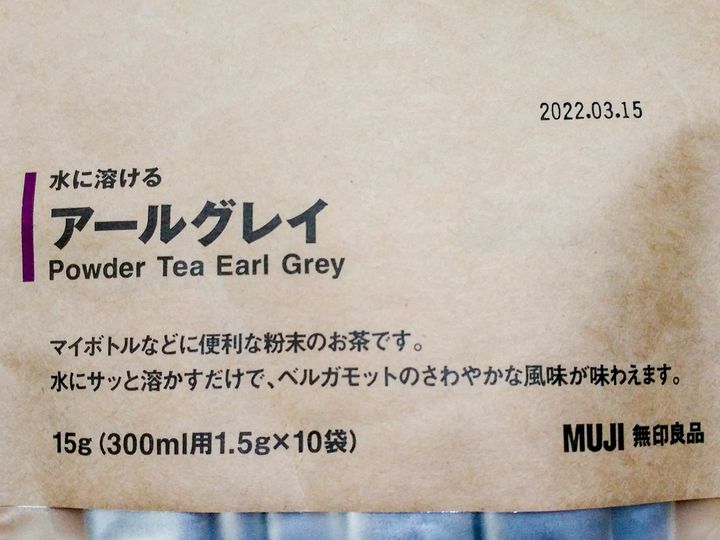 2022.03.15
水に溶ける
アールグレイ
Powder Tea Earl Grey
マイボトルなどに便利な粉末のお茶です。
水にサッと溶かすだけで、ベルガモットのさわやかな風味が味わえます。
15g（300ml用1.5g×10袋）
MUJI 無印良品